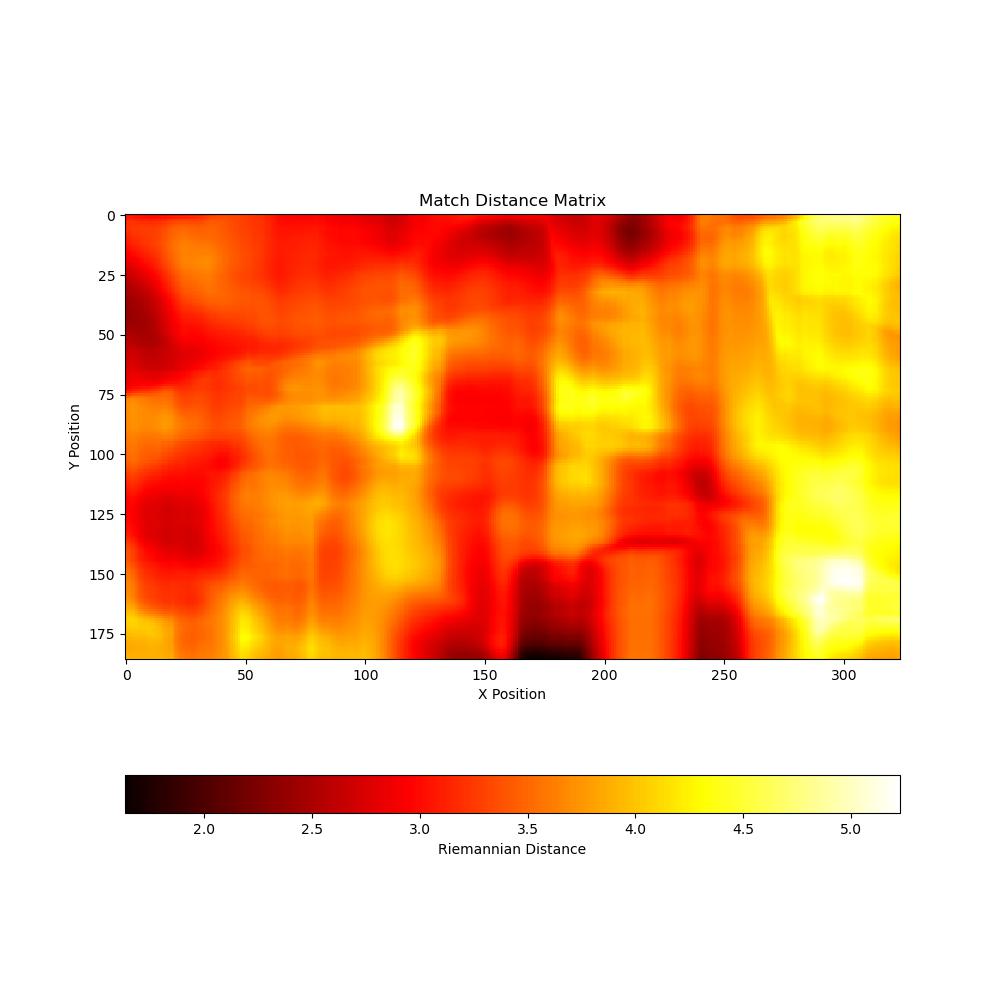 Match Distance Matrix
0
25
50
75
100
125
150
175
Y Position
0 50 100 150 200 250 300
X Position
2.0 2.5 3.0 3.5 4.0 4.5 5.0
Riemannian Distance